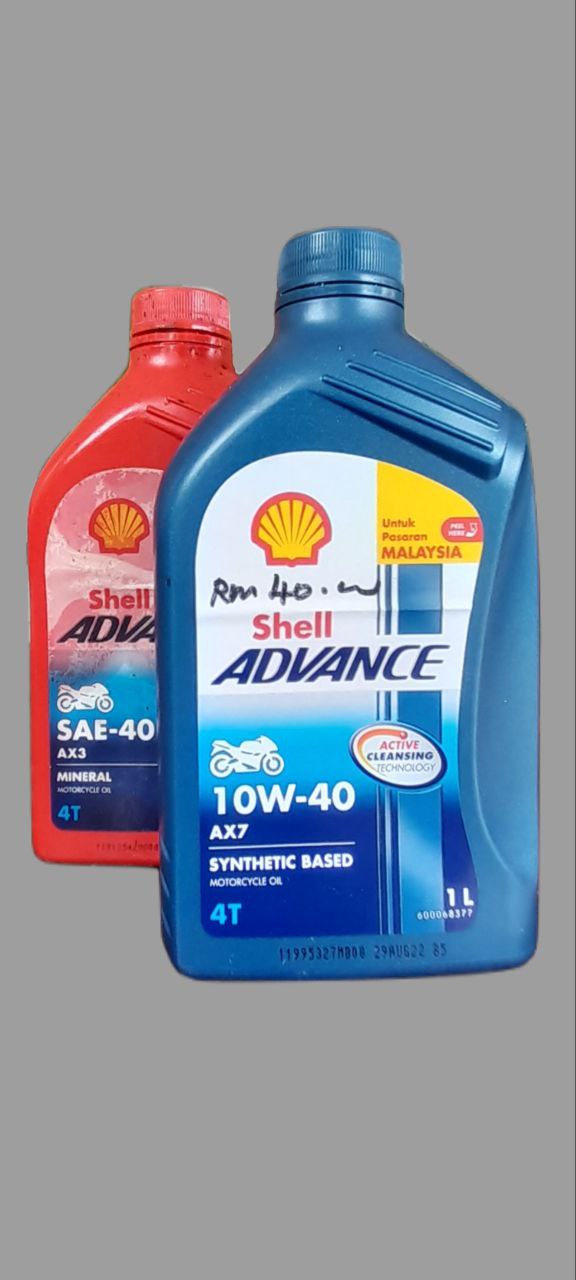 Shell
ADVA
SAE-40
AX3
MINERAL
MOTORCYCLE OIL
4T
Untuk
Pasaran
MALAYSIA
PEEL
HERE
RM 40.
Shell
ADVANCE
ACTIVE
CLEANSING
TECHNOLOGY
10W-40
AX7
SYNTHETIC BASED
MOTORCYCLE OIL
4T
1 L
600068377
29AUG22